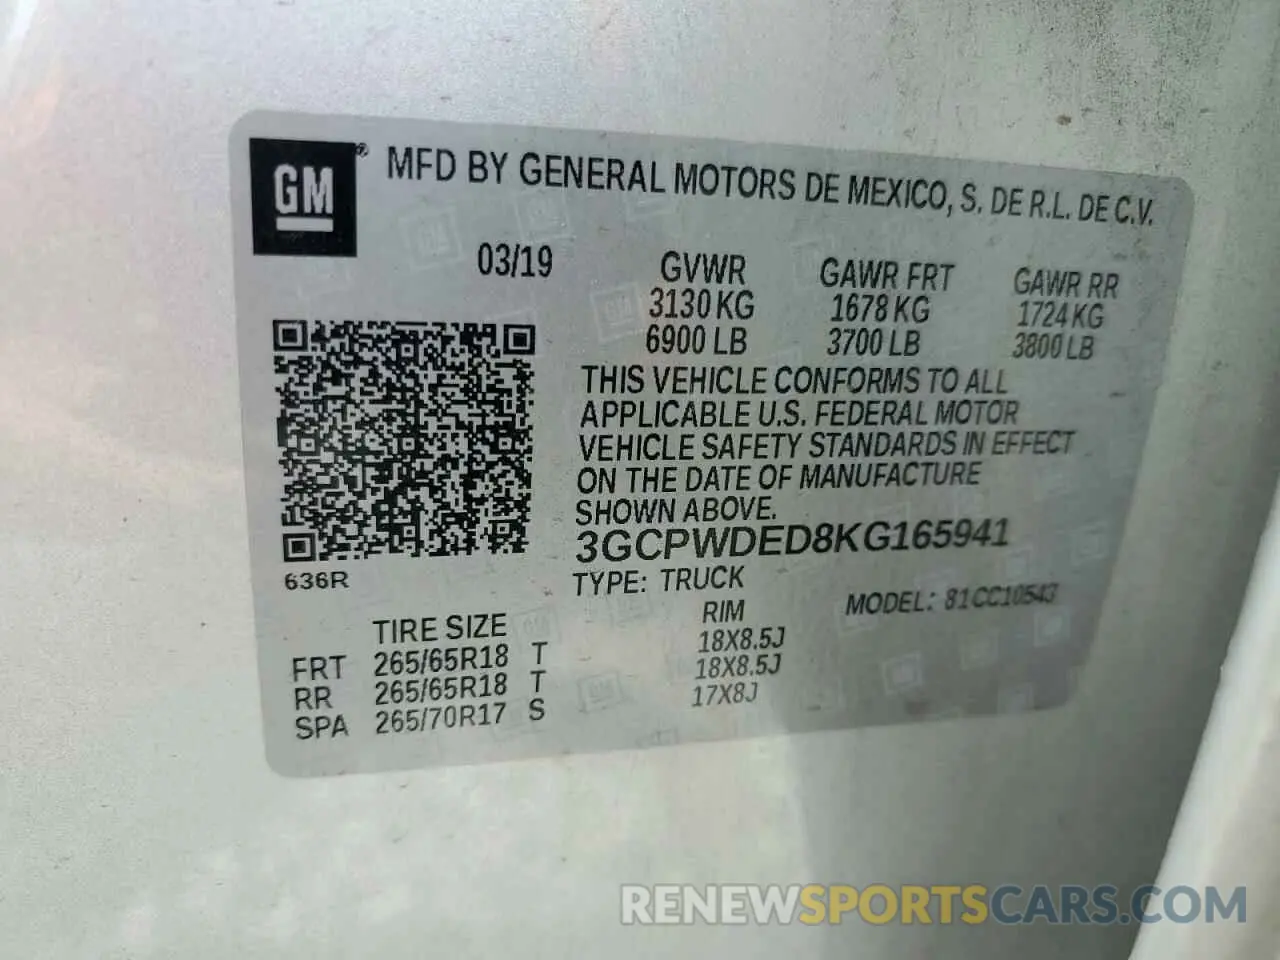 GM®
MFD BY GENERAL MOTORS DE MEXICO, S. DE R.L. DE C.V.
03/19
GVWR GAWR FRT GAWR RR
3130 KG 1678 KG 1724 KG
6900 LB 3700 LB 3800 LB
THIS VEHICLE CONFORMS TO ALL
APPLICABLE U.S. FEDERAL MOTOR
VEHICLE SAFETY STANDARDS IN EFFECT
ON THE DATE OF MANUFACTURE
SHOWN ABOVE.
3GCPWDED8KG165941
636R
TYPE: TRUCK
MODEL: 81CC10543
TIRE SIZE RIM
FRT 265/65R18 T 18X8.5J
RR 265/65R18 T 18X8.5J
SPA 265/70R17 S 17X8J
RENEWSPORTSCARS.COM